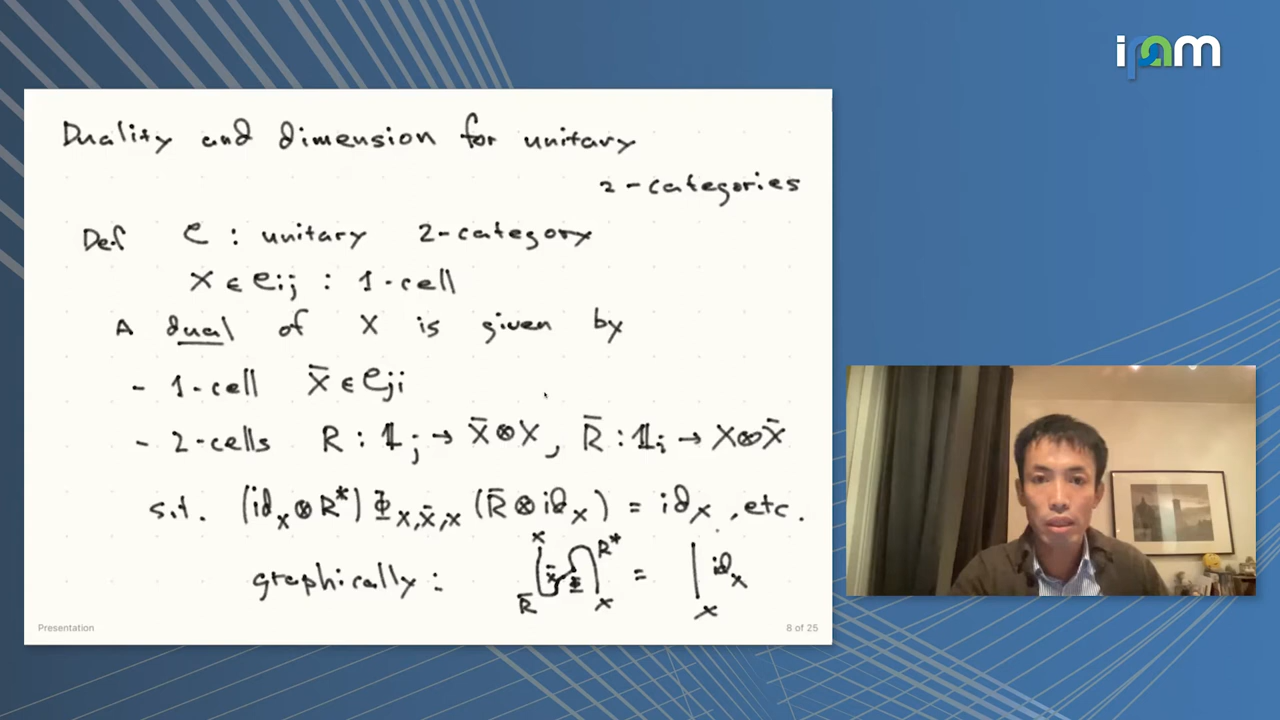 ipam
Duality and dimension for unitary
2-categories
Def C : unitary 2-category
X ∈ Cij : 1-cell
A dual of X is given by
- 1-cell X̄ ∈ Cji
- 2-cells R : 𝟙j → X̄ ⊗ X, R̄ : 𝟙i → X ⊗ X̄
s.t. (idX ⊗ R*) ΦX,X̄,X (R̄ ⊗ idX) = idX, etc.
graphically : R̄ X X̄ Φ R* X = | idX X
Presentation
8 of 25